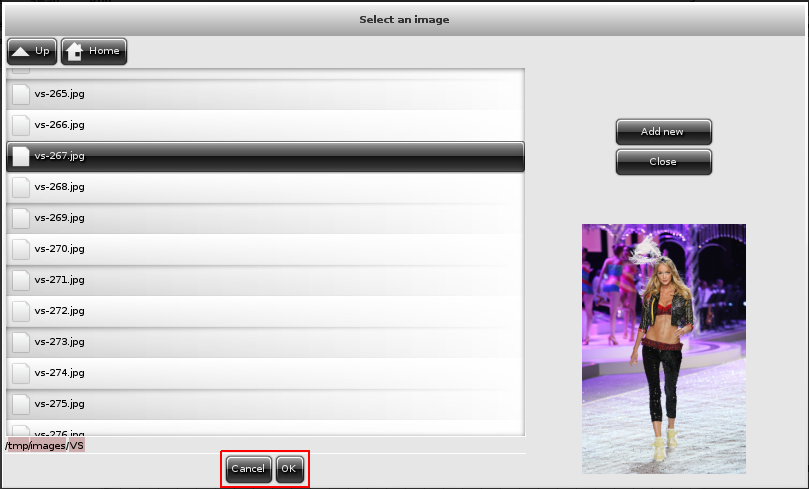 Select an image
Up
Home
vs-265.jpg
vs-266.jpg
vs-267.jpg
vs-268.jpg
vs-269.jpg
vs-270.jpg
vs-271.jpg
vs-272.jpg
vs-273.jpg
vs-274.jpg
vs-275.jpg
vs-276.jpg
/tmp/images/VS
Cancel
OK
Add new
Close